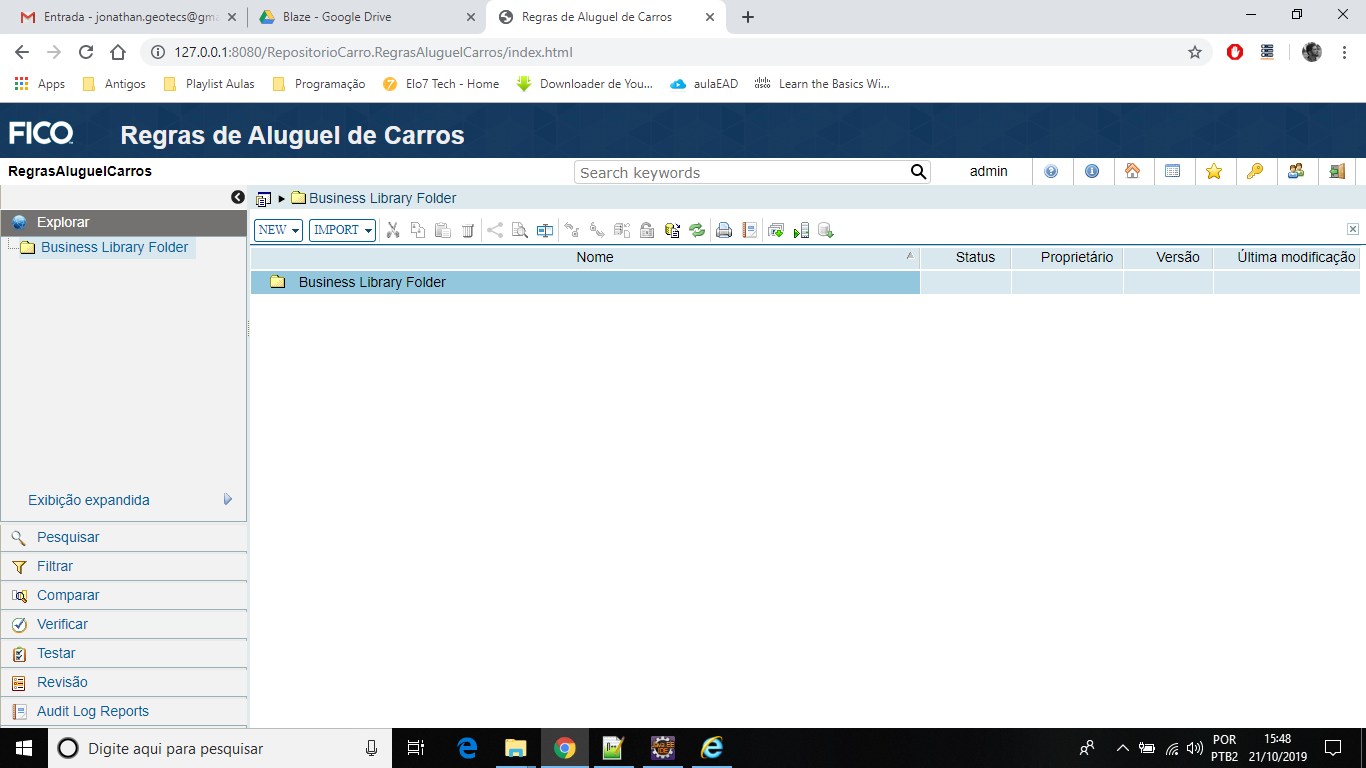 Entrada - jonathan.geotecs@gma
Blaze - Google Drive
Regras de Aluguel de Carros
127.0.0.1:8080/RepositorioCarro.RegrasAluguelCarros/index.html
Apps Antigos Playlist Aulas Programação Elo7 Tech - Home Downloader de You... aulaEAD Learn the Basics Wi...
FICO Regras de Aluguel de Carros
RegrasAluguelCarros Search keywords admin
Business Library Folder
Explorar
NEW IMPORT
Business Library Folder
Nome Status Proprietário Versão Última modificação
Business Library Folder
Exibição expandida
Pesquisar
Filtrar
Comparar
Verificar
Testar
Revisão
Audit Log Reports
Digite aqui para pesquisar
POR
PTB2
15:48
21/10/2019